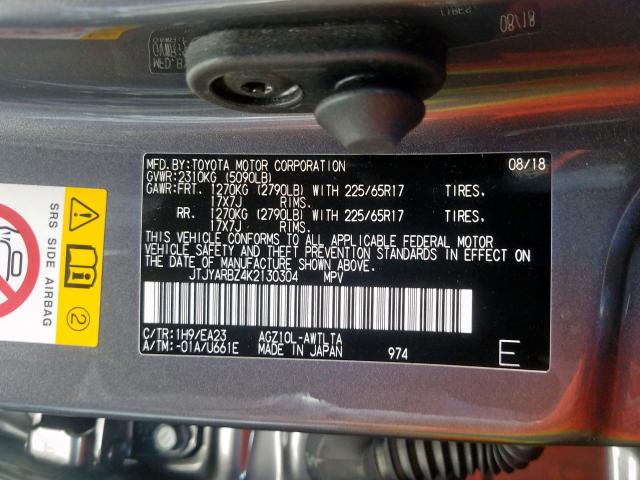 08/18
MFD.BY:TOYOTA MOTOR CORPORATION 08/18
GVWR:2310KG (5090LB)
GAWR:FRT. 1270KG (2790LB) WITH 225/65R17 TIRES.
17X7J RIMS.
RR. 1270KG (2790LB) WITH 225/65R17 TIRES.
17X7J RIMS.
THIS VEHICLE CONFORMS TO ALL APPLICABLE FEDERAL MOTOR
VEHICLE SAFETY AND THEFT PREVENTION STANDARDS IN EFFECT ON
THE DATE OF MANUFACTURE SHOWN ABOVE.
JTJYARBZ4K2130304 MPV
C/TR:1H9/EA23 AGZ10L-AWTLTA
A/TM:-01A/U661E MADE IN JAPAN 974
E
SRS SIDE AIRBAG
2